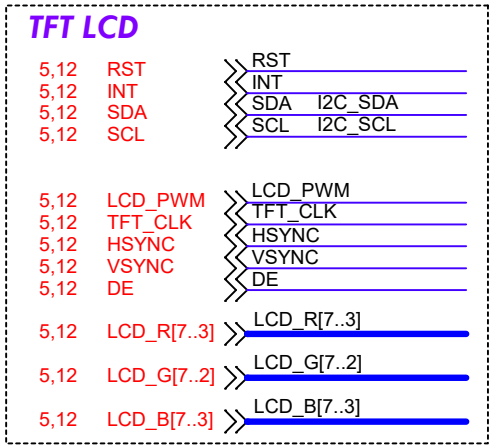 TFT LCD
5,12 RST RST
5,12 INT INT
5,12 SDA SDA I2C_SDA
5,12 SCL SCL I2C_SCL
5,12 LCD_PWM LCD_PWM
5,12 TFT_CLK TFT_CLK
5,12 HSYNC HSYNC
5,12 VSYNC VSYNC
5,12 DE DE
5,12 LCD_R[7..3] LCD_R[7..3]
5,12 LCD_G[7..2] LCD_G[7..2]
5,12 LCD_B[7..3] LCD_B[7..3]